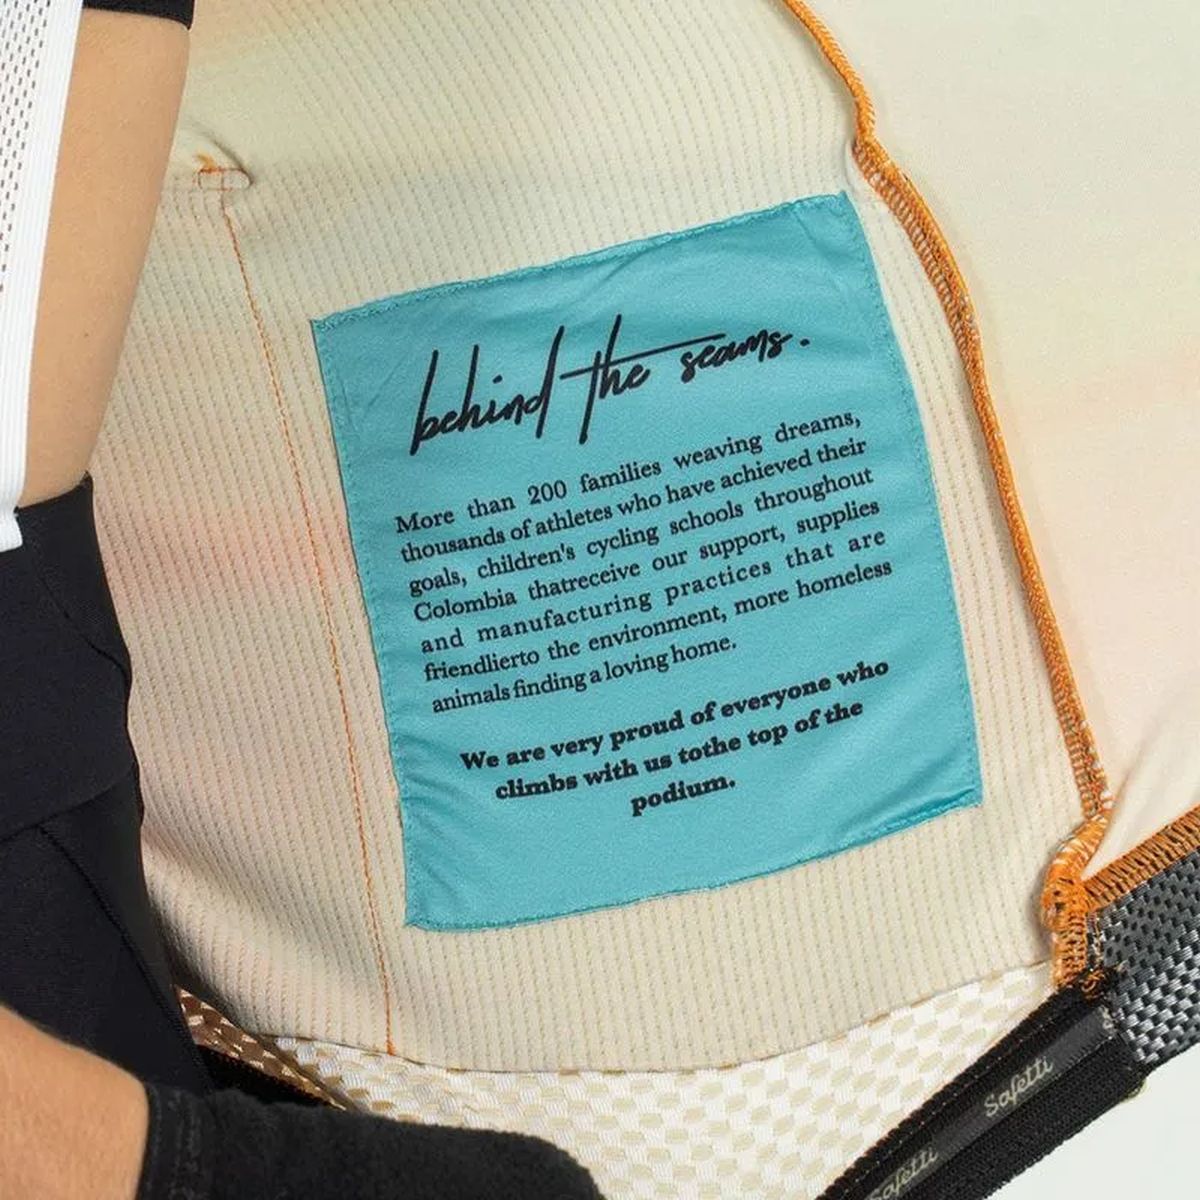 behind the seams.
More than 200 families weaving dreams,
thousands of athletes who have achieved their
goals, children's cycling schools throughout
Colombia thatreceive our support, supplies
and manufacturing practices that are
friendlierto the environment, more homeless
animals finding a loving home.
We are very proud of everyone who
climbs with us tothe top of the
podium.
Safetti
Safetti